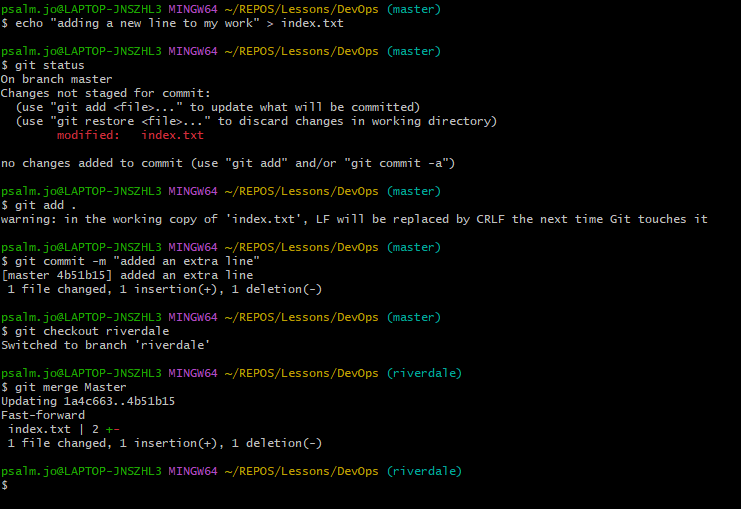 psalm.jo@LAPTOP-JNSZHL3 MINGW64 ~/REPOS/Lessons/DevOps (master)
$ echo "adding a new line to my work" > index.txt
psalm.jo@LAPTOP-JNSZHL3 MINGW64 ~/REPOS/Lessons/DevOps (master)
$ git status
On branch master
Changes not staged for commit:
  (use "git add <file>..." to update what will be committed)
  (use "git restore <file>..." to discard changes in working directory)
        modified:   index.txt
no changes added to commit (use "git add" and/or "git commit -a")
psalm.jo@LAPTOP-JNSZHL3 MINGW64 ~/REPOS/Lessons/DevOps (master)
$ git add .
warning: in the working copy of 'index.txt', LF will be replaced by CRLF the next time Git touches it
psalm.jo@LAPTOP-JNSZHL3 MINGW64 ~/REPOS/Lessons/DevOps (master)
$ git commit -m "added an extra line"
[master 4b51b15] added an extra line
 1 file changed, 1 insertion(+), 1 deletion(-)
psalm.jo@LAPTOP-JNSZHL3 MINGW64 ~/REPOS/Lessons/DevOps (master)
$ git checkout riverdale
Switched to branch 'riverdale'
psalm.jo@LAPTOP-JNSZHL3 MINGW64 ~/REPOS/Lessons/DevOps (riverdale)
$ git merge Master
Updating 1a4c663..4b51b15
Fast-forward
 index.txt | 2 +-
 1 file changed, 1 insertion(+), 1 deletion(-)
psalm.jo@LAPTOP-JNSZHL3 MINGW64 ~/REPOS/Lessons/DevOps (riverdale)
$